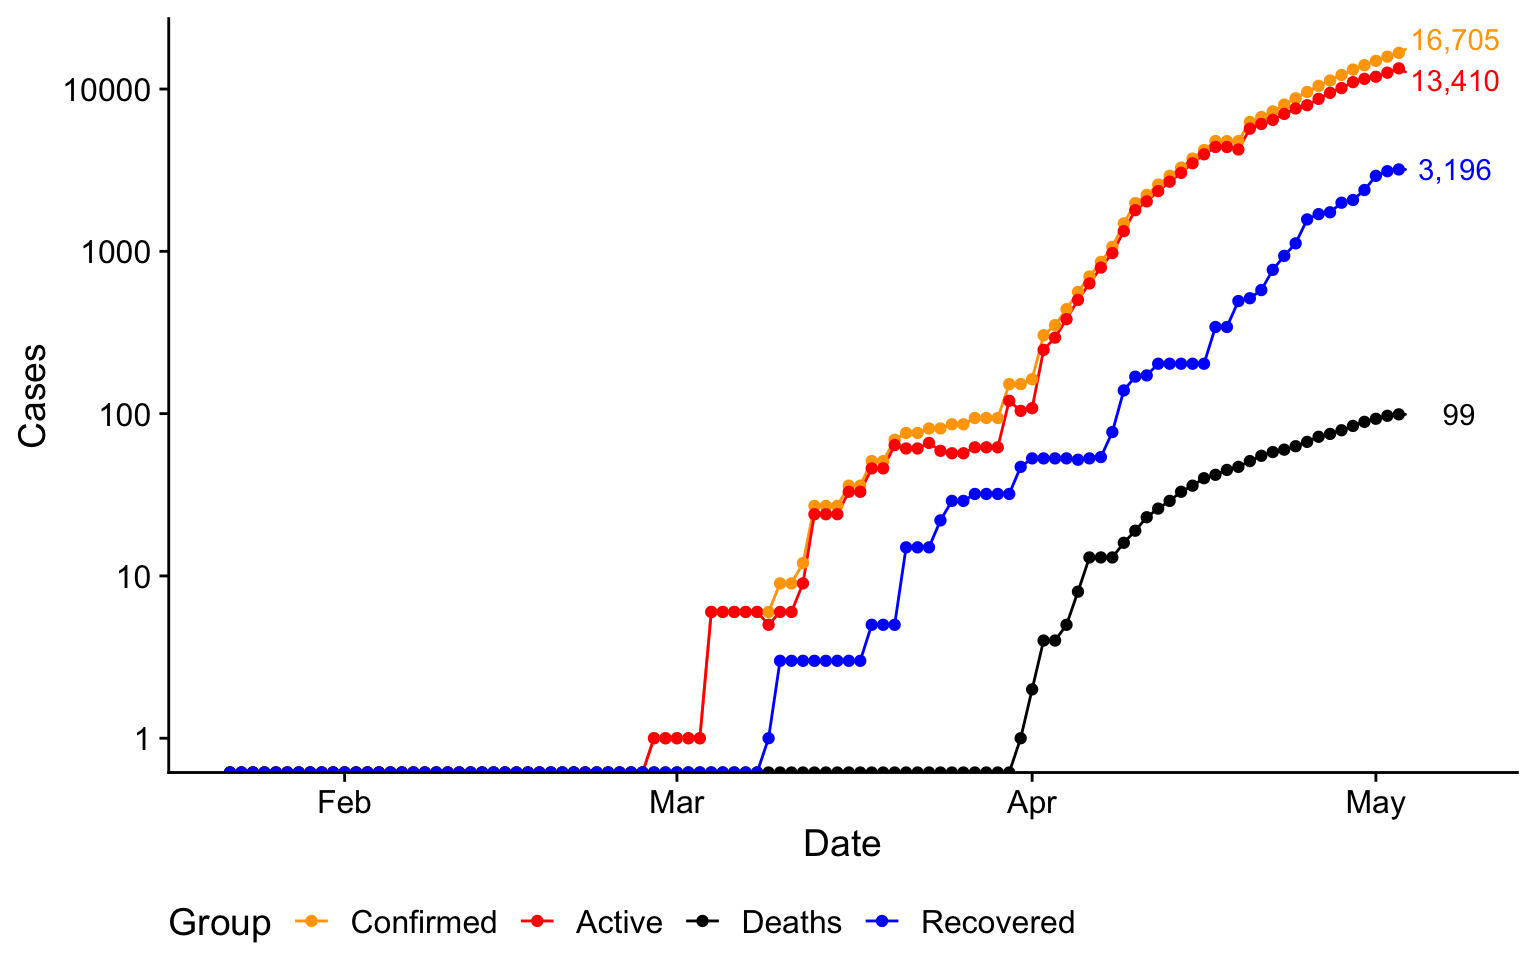 16,705
10000
13,410
3,196
1000
Cases
100
99
10
1
Feb Mar Apr May
Date
Group Confirmed Active Deaths Recovered